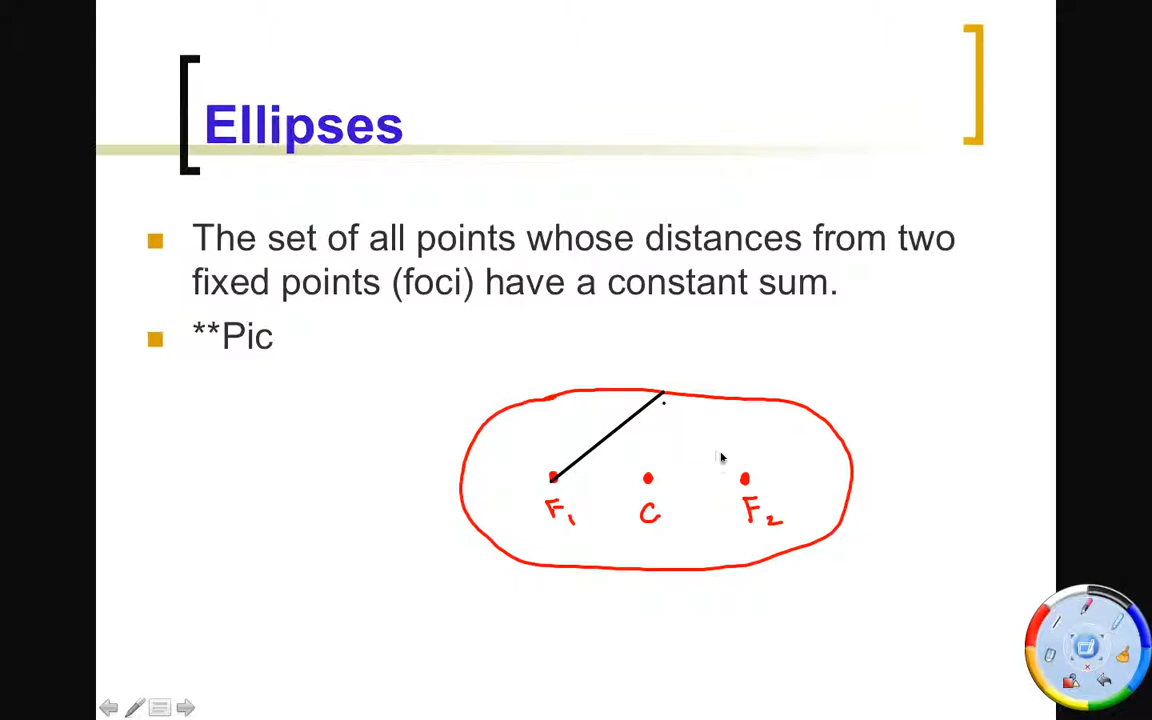 Ellipses
The set of all points whose distances from two
fixed points (foci) have a constant sum.
**Pic
F₁ C F₂